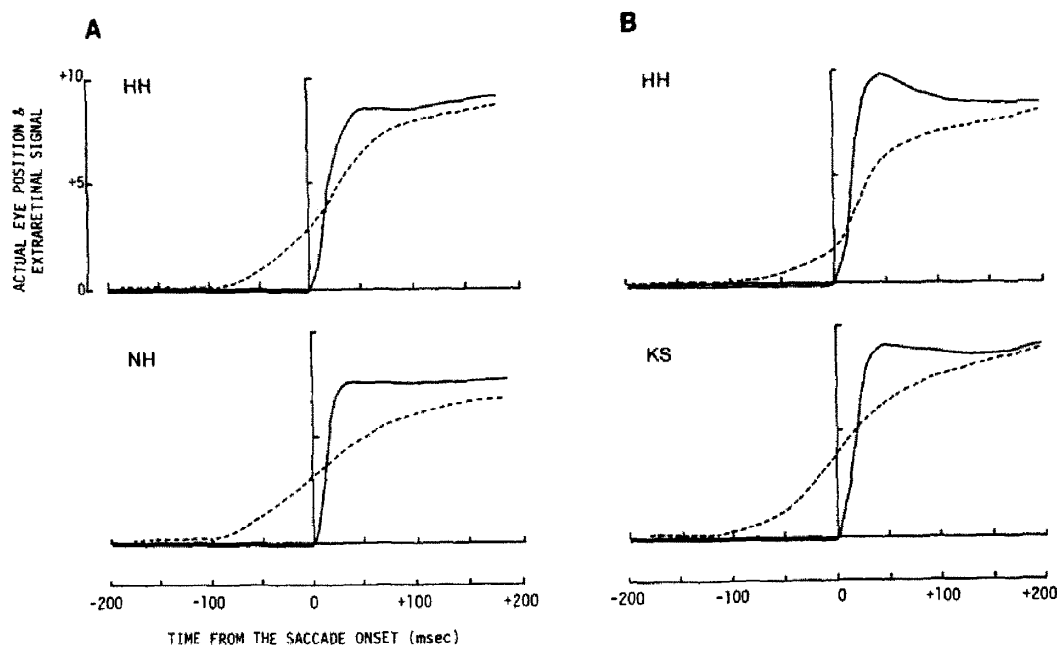 A
B
ACTUAL EYE POSITION &
EXTRARETINAL SIGNAL
+10
+5
0
HH
HH
NH
KS
-200 -100 0 +100 +200
-200 -100 0 +100 +200
TIME FROM THE SACCADE ONSET (msec)